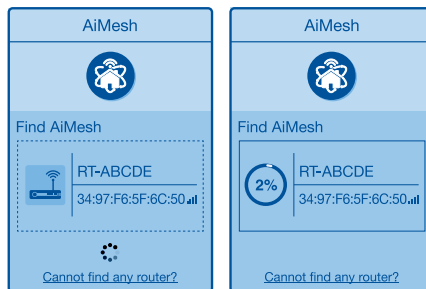 AiMesh
Find AiMesh
RT-ABCDE
34:97:F6:5F:6C:50
Cannot find any router?
AiMesh
Find AiMesh
2%
RT-ABCDE
34:97:F6:5F:6C:50
Cannot find any router?